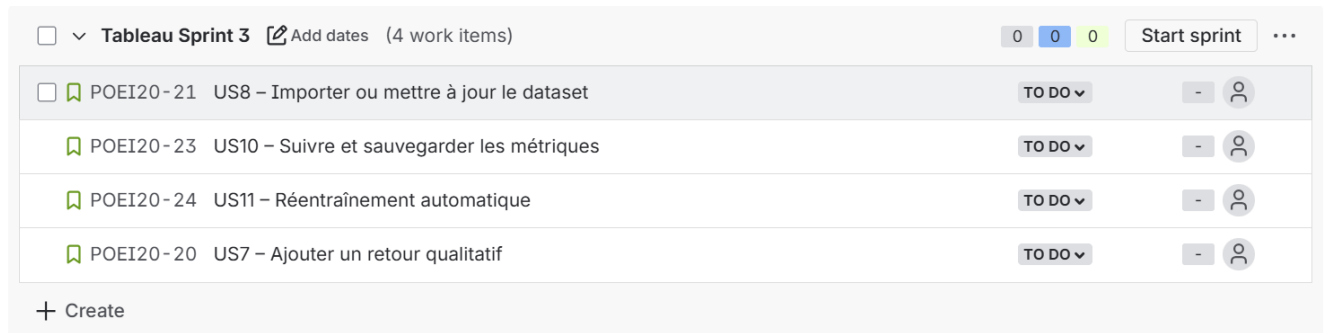 Tableau Sprint 3 Add dates (4 work items) 0 0 0 Start sprint
POEI20-21 US8 – Importer ou mettre à jour le dataset TO DO -
POEI20-23 US10 – Suivre et sauvegarder les métriques TO DO -
POEI20-24 US11 – Réentraînement automatique TO DO -
POEI20-20 US7 – Ajouter un retour qualitatif TO DO -
Create